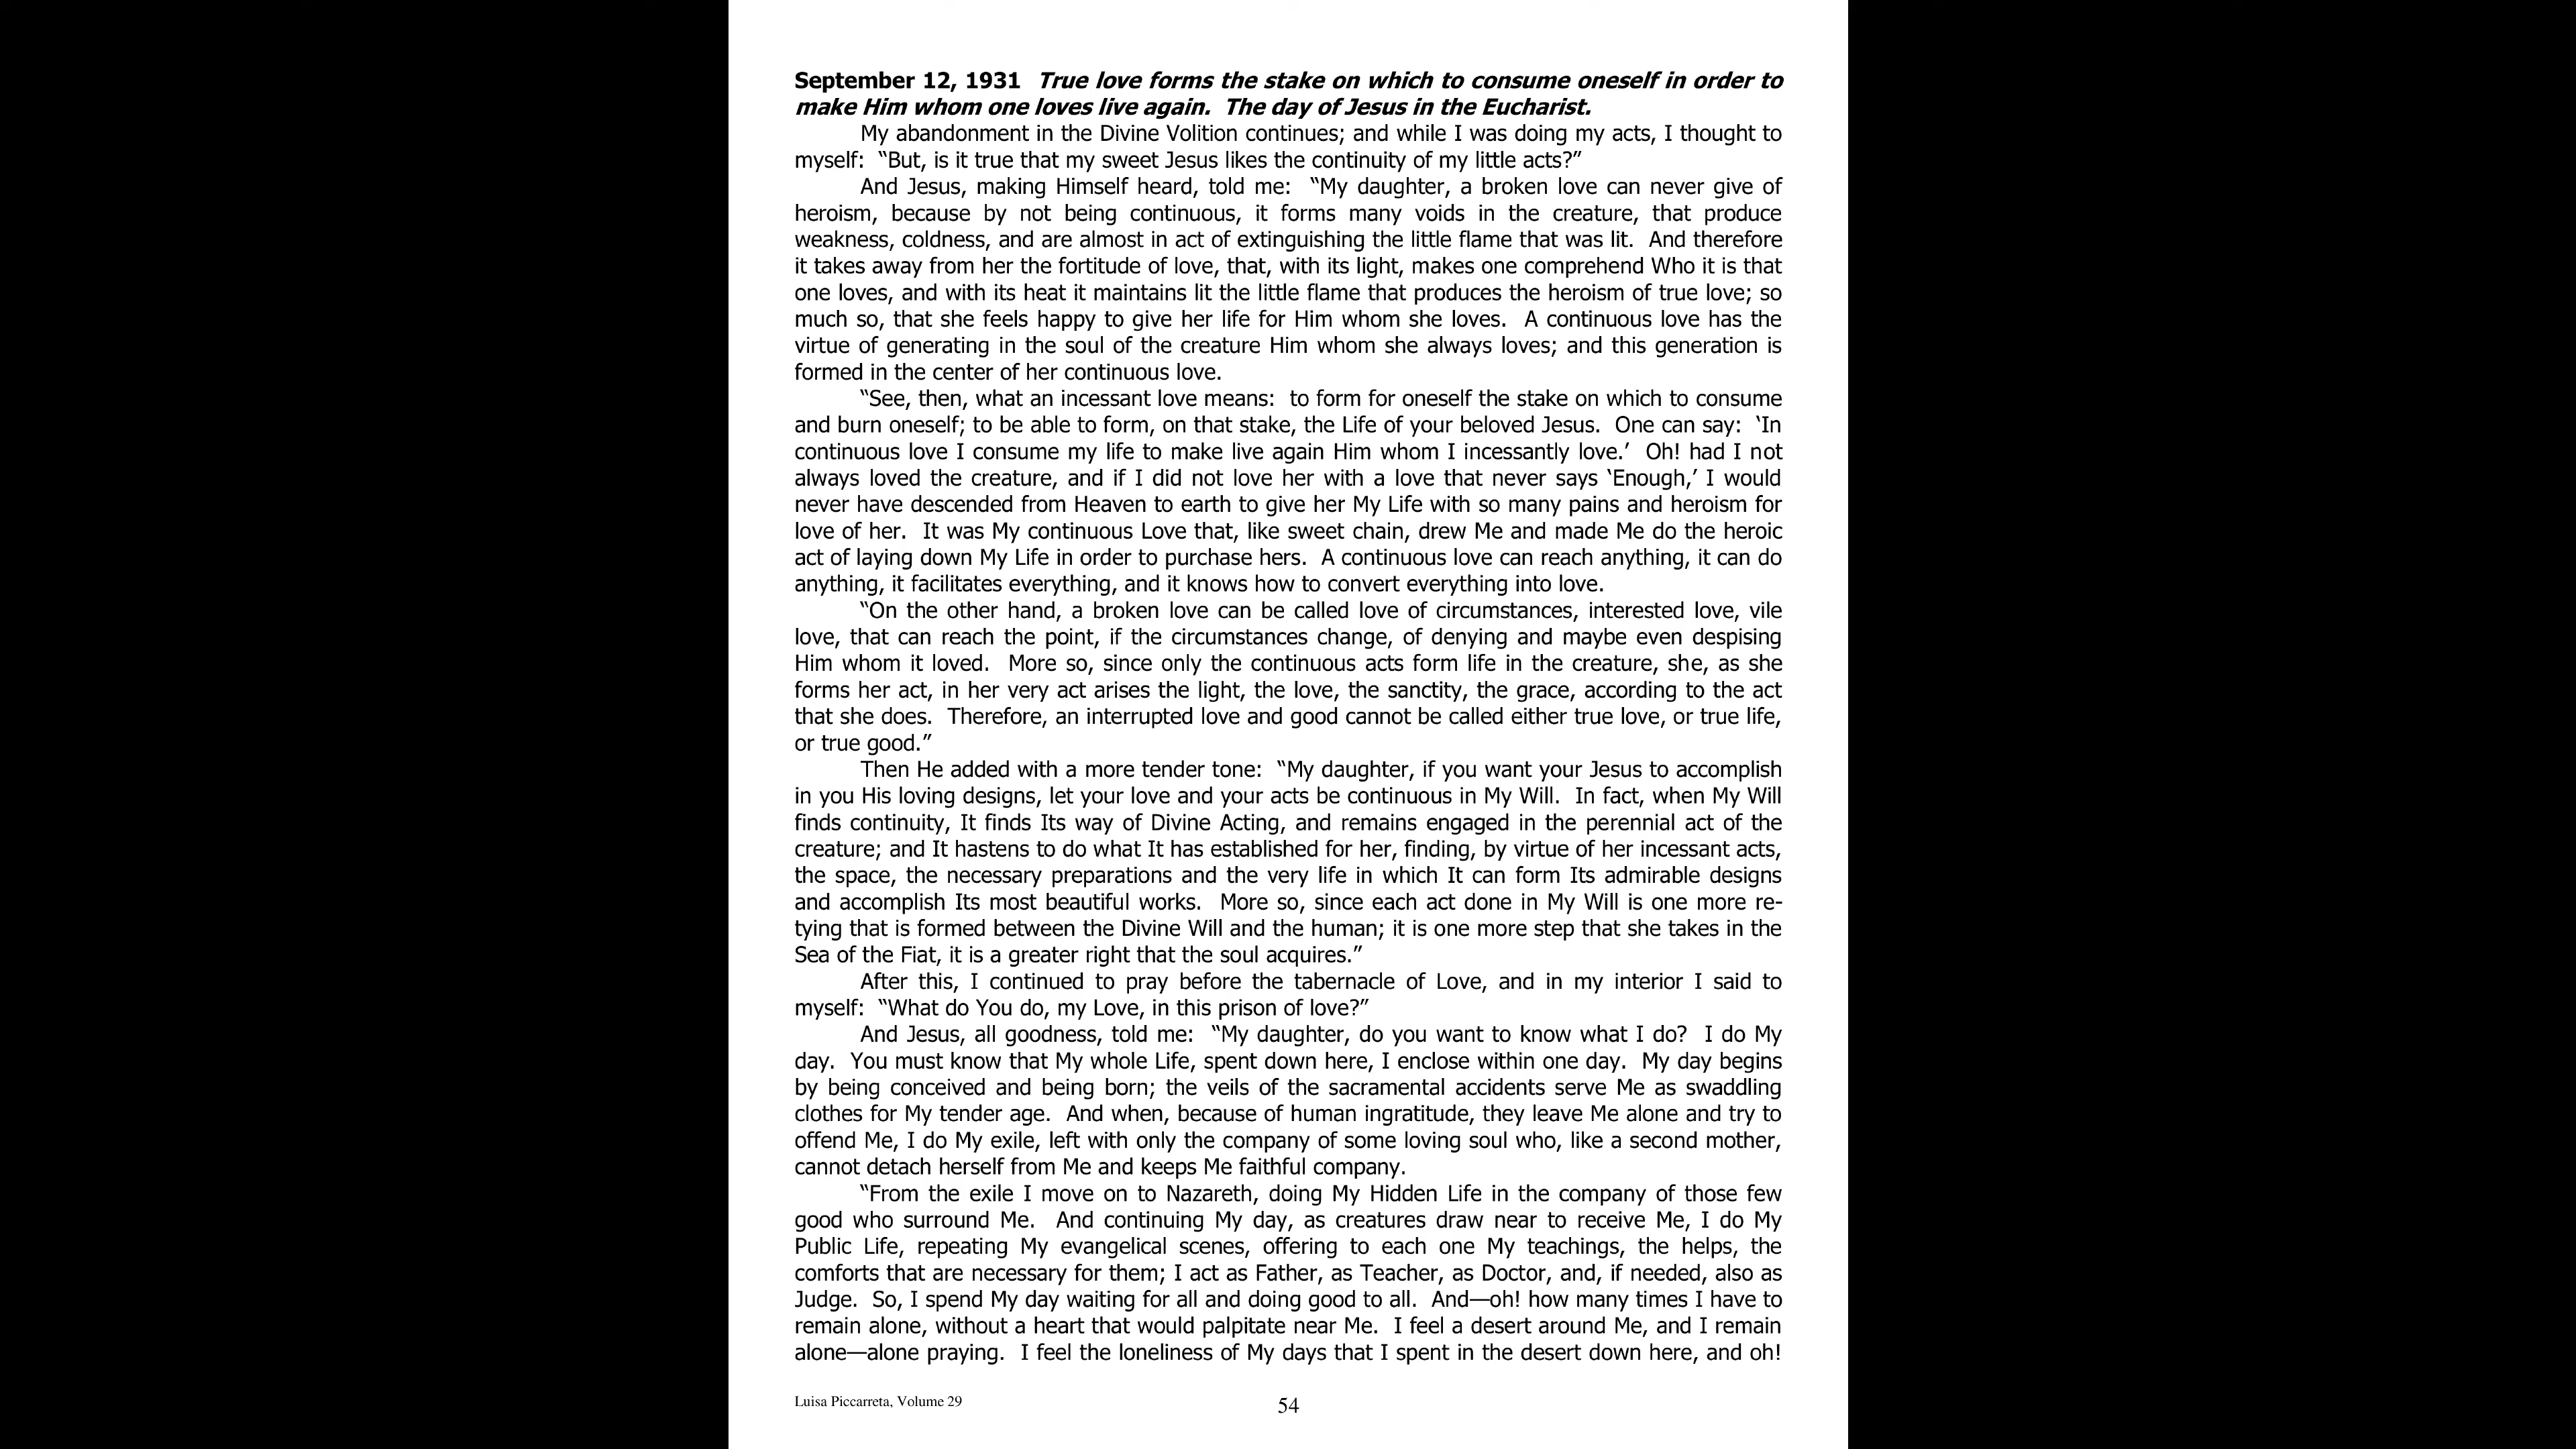 September 12, 1931  True love forms the stake on which to consume oneself in order to
make Him whom one loves live again.  The day of Jesus in the Eucharist.
My abandonment in the Divine Volition continues; and while I was doing my acts, I thought to
myself:  “But, is it true that my sweet Jesus likes the continuity of my little acts?”
And Jesus, making Himself heard, told me:  “My daughter, a broken love can never give of
heroism, because by not being continuous, it forms many voids in the creature, that produce
weakness, coldness, and are almost in act of extinguishing the little flame that was lit.  And therefore
it takes away from her the fortitude of love, that, with its light, makes one comprehend Who it is that
one loves, and with its heat it maintains lit the little flame that produces the heroism of true love; so
much so, that she feels happy to give her life for Him whom she loves.  A continuous love has the
virtue of generating in the soul of the creature Him whom she always loves; and this generation is
formed in the center of her continuous love.
“See, then, what an incessant love means:  to form for oneself the stake on which to consume
and burn oneself; to be able to form, on that stake, the Life of your beloved Jesus.  One can say:  ‘In
continuous love I consume my life to make live again Him whom I incessantly love.’  Oh! had I not
always loved the creature, and if I did not love her with a love that never says ‘Enough,’ I would
never have descended from Heaven to earth to give her My Life with so many pains and heroism for
love of her.  It was My continuous Love that, like sweet chain, drew Me and made Me do the heroic
act of laying down My Life in order to purchase hers.  A continuous love can reach anything, it can do
anything, it facilitates everything, and it knows how to convert everything into love.
“On the other hand, a broken love can be called love of circumstances, interested love, vile
love, that can reach the point, if the circumstances change, of denying and maybe even despising
Him whom it loved.  More so, since only the continuous acts form life in the creature, she, as she
forms her act, in her very act arises the light, the love, the sanctity, the grace, according to the act
that she does.  Therefore, an interrupted love and good cannot be called either true love, or true life,
or true good.”
Then He added with a more tender tone:  “My daughter, if you want your Jesus to accomplish
in you His loving designs, let your love and your acts be continuous in My Will.  In fact, when My Will
finds continuity, It finds Its way of Divine Acting, and remains engaged in the perennial act of the
creature; and It hastens to do what It has established for her, finding, by virtue of her incessant acts,
the space, the necessary preparations and the very life in which It can form Its admirable designs
and accomplish Its most beautiful works.  More so, since each act done in My Will is one more re-
tying that is formed between the Divine Will and the human; it is one more step that she takes in the
Sea of the Fiat, it is a greater right that the soul acquires.”
After this, I continued to pray before the tabernacle of Love, and in my interior I said to
myself:  “What do You do, my Love, in this prison of love?”
And Jesus, all goodness, told me:  “My daughter, do you want to know what I do?  I do My
day.  You must know that My whole Life, spent down here, I enclose within one day.  My day begins
by being conceived and being born; the veils of the sacramental accidents serve Me as swaddling
clothes for My tender age.  And when, because of human ingratitude, they leave Me alone and try to
offend Me, I do My exile, left with only the company of some loving soul who, like a second mother,
cannot detach herself from Me and keeps Me faithful company.
“From the exile I move on to Nazareth, doing My Hidden Life in the company of those few
good who surround Me.  And continuing My day, as creatures draw near to receive Me, I do My
Public Life, repeating My evangelical scenes, offering to each one My teachings, the helps, the
comforts that are necessary for them; I act as Father, as Teacher, as Doctor, and, if needed, also as
Judge.  So, I spend My day waiting for all and doing good to all.  And—oh! how many times I have to
remain alone, without a heart that would palpitate near Me.  I feel a desert around Me, and I remain
alone—alone praying.  I feel the loneliness of My days that I spent in the desert down here, and oh!
Luisa Piccarreta, Volume 29
54